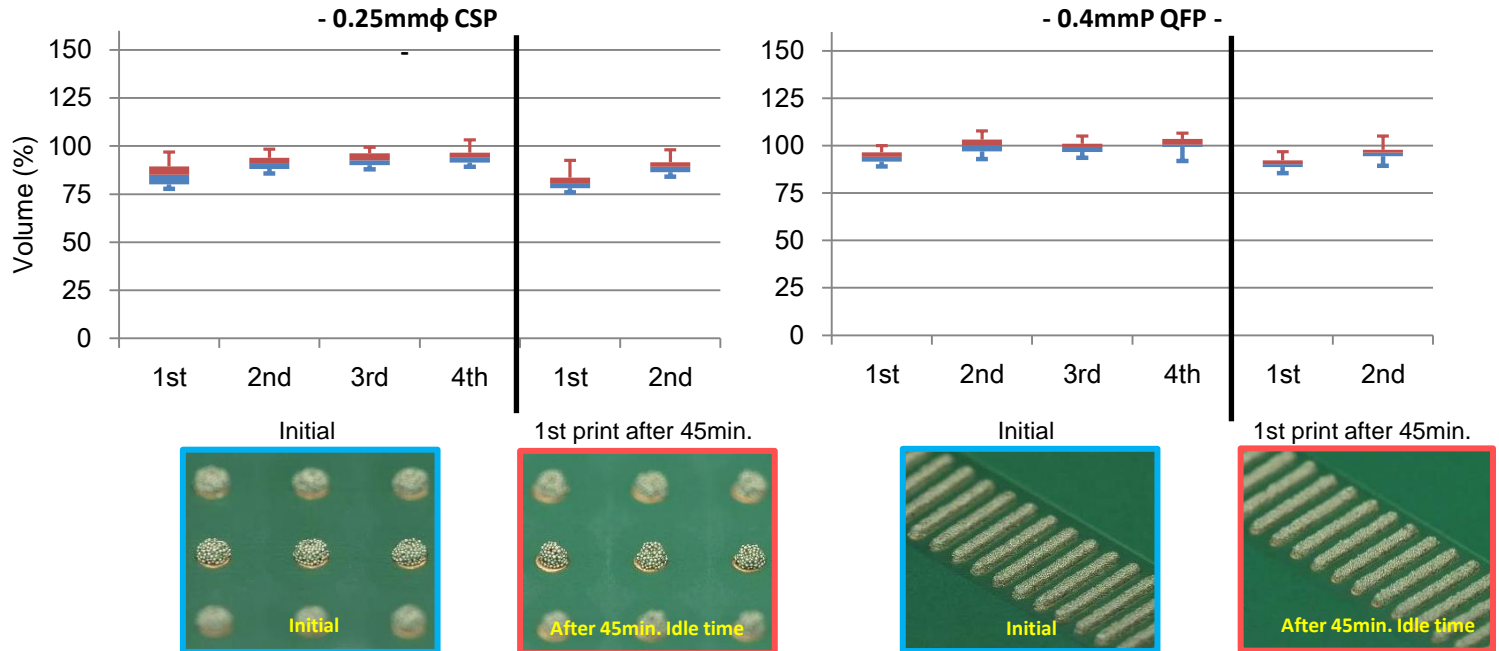 - 0.25mmϕ CSP
-
150
125
100
75
50
25
0
Volume (%)
1st 2nd 3rd 4th 1st 2nd
- 0.4mmP QFP -
150
125
100
75
50
25
0
1st 2nd 3rd 4th 1st 2nd
Initial
1st print after 45min.
Initial
1st print after 45min.
Initial
After 45min. Idle time
Initial
After 45min. Idle time